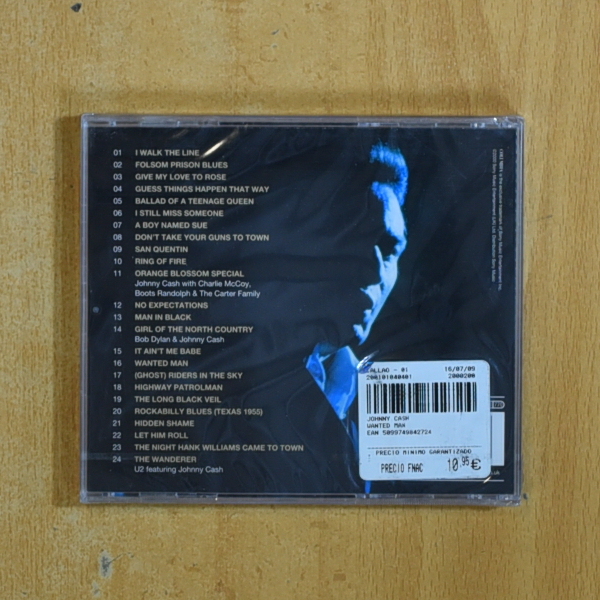 01 I WALK THE LINE
02 FOLSOM PRISON BLUES
03 GIVE MY LOVE TO ROSE
04 GUESS THINGS HAPPEN THAT WAY
05 BALLAD OF A TEENAGE QUEEN
06 I STILL MISS SOMEONE
07 A BOY NAMED SUE
08 DON'T TAKE YOUR GUNS TO TOWN
09 SAN QUENTIN
10 RING OF FIRE
11 ORANGE BLOSSOM SPECIAL
Johnny Cash with Charlie McCoy,
Boots Randolph & The Carter Family
12 NO EXPECTATIONS
13 MAN IN BLACK
14 GIRL OF THE NORTH COUNTRY
Bob Dylan & Johnny Cash
15 IT AIN'T ME BABE
16 WANTED MAN
17 (GHOST) RIDERS IN THE SKY
18 HIGHWAY PATROLMAN
19 THE LONG BLACK VEIL
20 ROCKABILLY BLUES (TEXAS 1955)
21 HIDDEN SHAME
22 LET HIM ROLL
23 THE NIGHT HANK WILLIAMS CAME TO TOWN
24 THE WANDERER
U2 featuring Johnny Cash
CALLAO - 01 16/07/09
2000200
JOHNNY CASH
WANTED MAN
EAN 5099749842724
PRECIO MINIMO GARANTIZADO
PRECIO FNAC 10,95 €